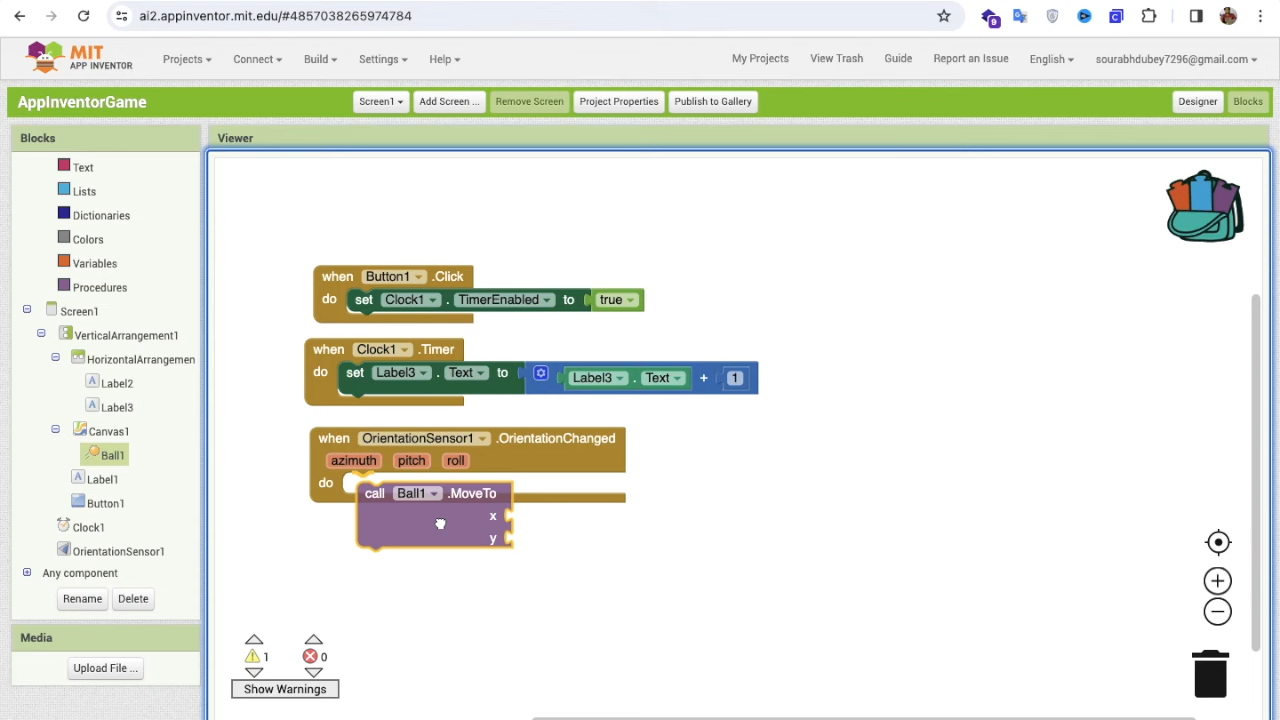 ai2.appinventor.mit.edu/#4857038265974784
9
MIT
APP INVENTOR
Projects
Connect
Build
Settings
Help
My Projects
View Trash
Guide
Report an Issue
English
sourabhdubey7296@gmail.com
AppInventorGame
Screen1
Add Screen ...
Remove Screen
Project Properties
Publish to Gallery
Designer
Blocks
Blocks
Viewer
Text
Lists
Dictionaries
Colors
Variables
Procedures
Screen1
VerticalArrangement1
HorizontalArrangemen
Label2
Label3
Canvas1
Ball1
Label1
Button1
Clock1
OrientationSensor1
Any component
Rename
Delete
Media
Upload File ...
when Button1 .Click
do set Clock1 . TimerEnabled to true
when Clock1 .Timer
do set Label3 . Text to Label3 . Text + 1
when OrientationSensor1 .OrientationChanged
azimuth pitch roll
do
call Ball1 .MoveTo
x
y
1
0
Show Warnings